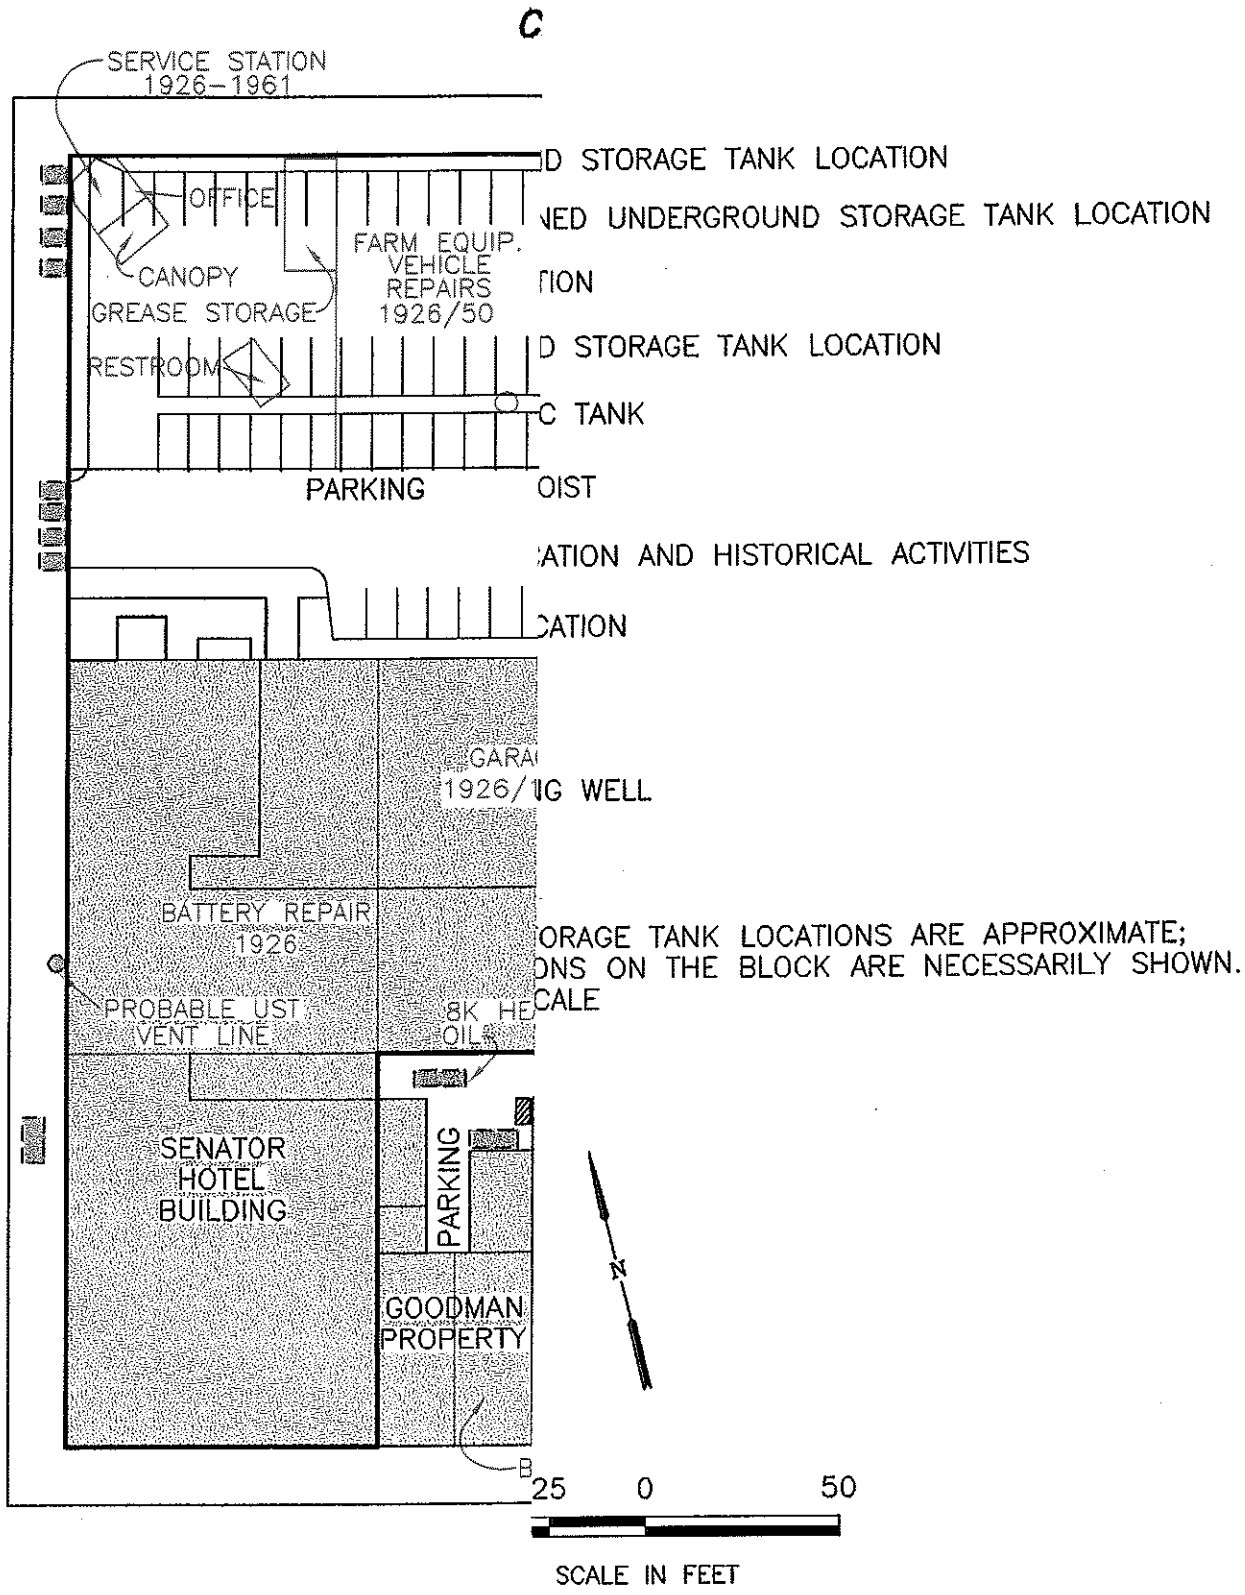 C
SERVICE STATION
1926-1961
D STORAGE TANK LOCATION
OFFICE
NED UNDERGROUND STORAGE TANK LOCATION
FARM EQUIP.
VEHICLE
REPAIRS
1926/50
CANOPY
TION
GREASE STORAGE
D STORAGE TANK LOCATION
RESTROOM
C TANK
PARKING
OIST
CATION AND HISTORICAL ACTIVITIES
CATION
GARA
1926/1
NG WELL
BATTERY REPAIR
1926
ORAGE TANK LOCATIONS ARE APPROXIMATE;
ONS ON THE BLOCK ARE NECESSARILY SHOWN.
CALE
PROBABLE UST
VENT LINE
8K HE
OIL
SENATOR
HOTEL
BUILDING
PARKING
N
GOODMAN
PROPERTY
B
25 0 50
SCALE IN FEET